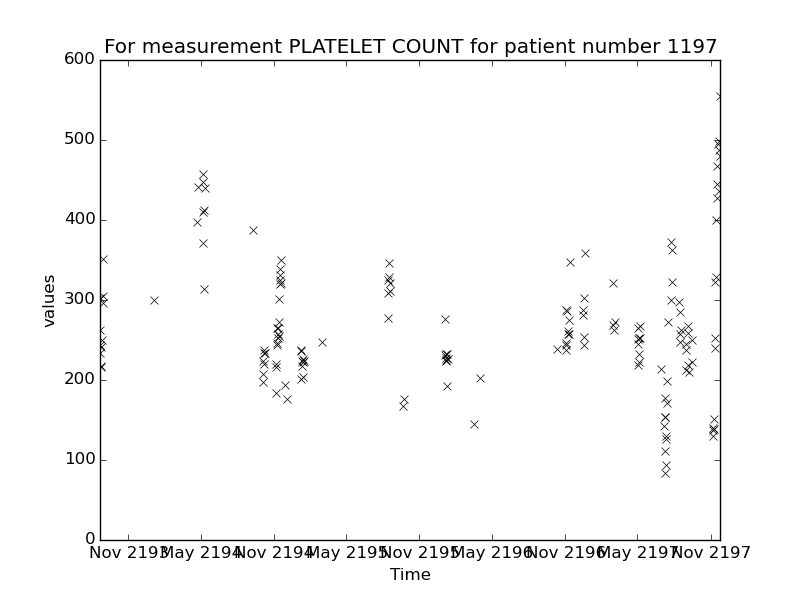 For measurement PLATELET COUNT for patient number 1197
600
500
400
300
200
100
0
values
Nov 2193 May 2194 Nov 2194 May 2195 Nov 2195 May 2196 Nov 2196 May 2197 Nov 2197
Time